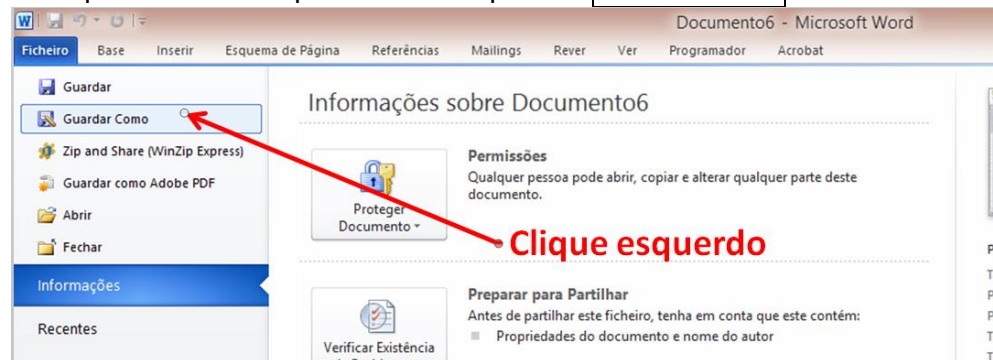 Documento6 - Microsoft Word
Ficheiro Base Inserir Esquema de Página Referências Mailings Rever Ver Programador Acrobat
Guardar
Guardar Como
Zip and Share (WinZip Express)
Guardar como Adobe PDF
Abrir
Fechar
Informações
Recentes
Informações sobre Documento6
Proteger
Documento
Permissões
Qualquer pessoa pode abrir, copiar e alterar qualquer parte deste
documento.
Clique esquerdo
Verificar Existência
Preparar para Partilhar
Antes de partilhar este ficheiro, tenha em conta que este contém:
Propriedades do documento e nome do autor